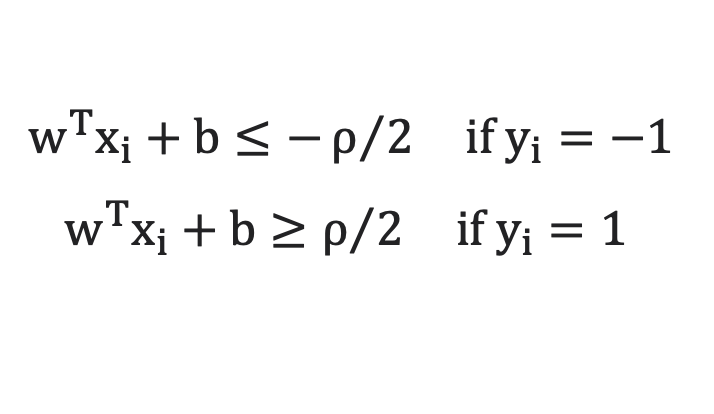 wᵀxᵢ + b ≤ − ρ/2 if yᵢ = −1
wᵀxᵢ + b ≥ ρ/2 if yᵢ = 1